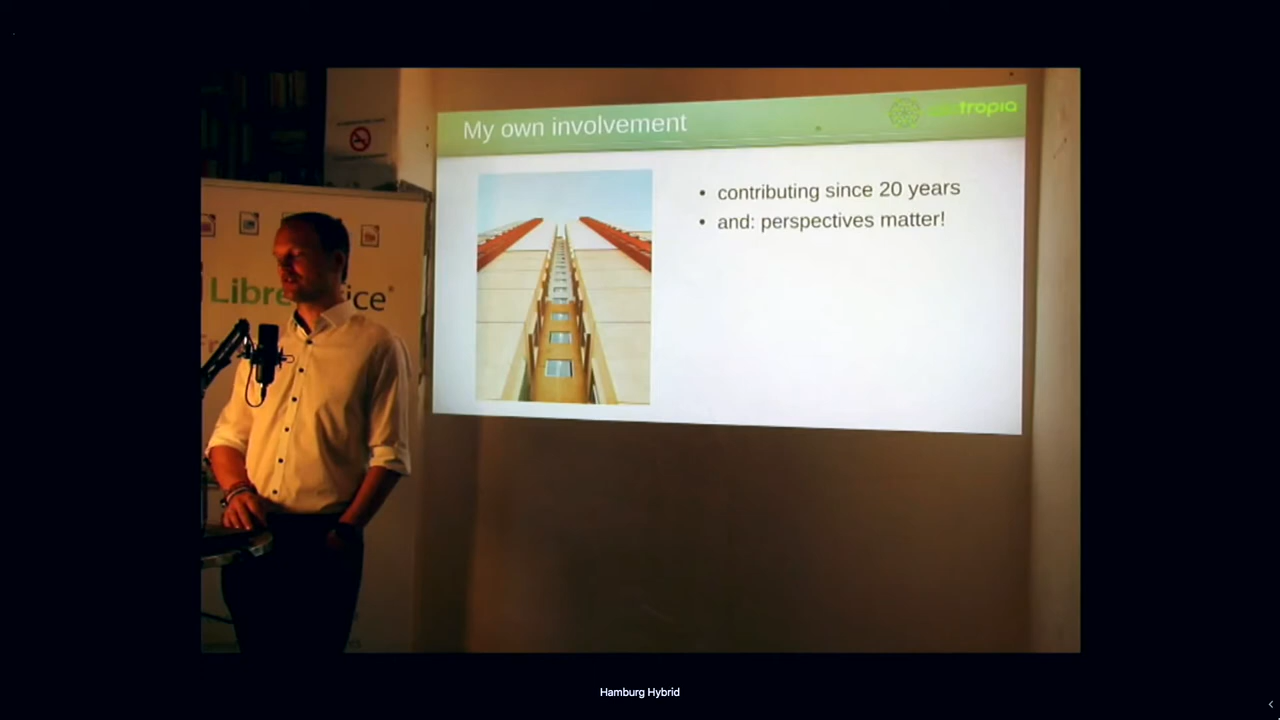 My own involvement
tropia
• contributing since 20 years
• and: perspectives matter!
Libre ice®
Hamburg Hybrid